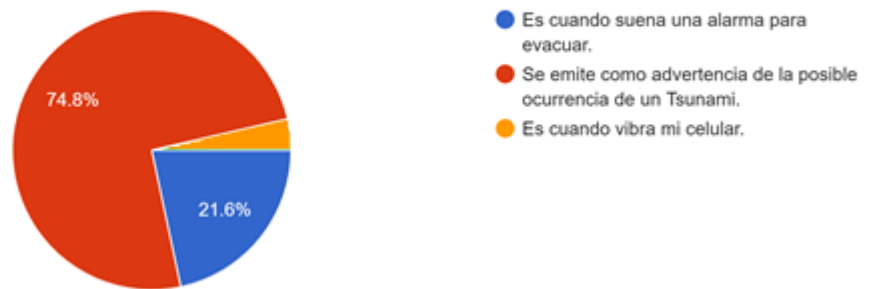 74.8%
21.6%
Es cuando suena una alarma para
evacuar.
Se emite como advertencia de la posible
ocurrencia de un Tsunami.
Es cuando vibra mi celular.